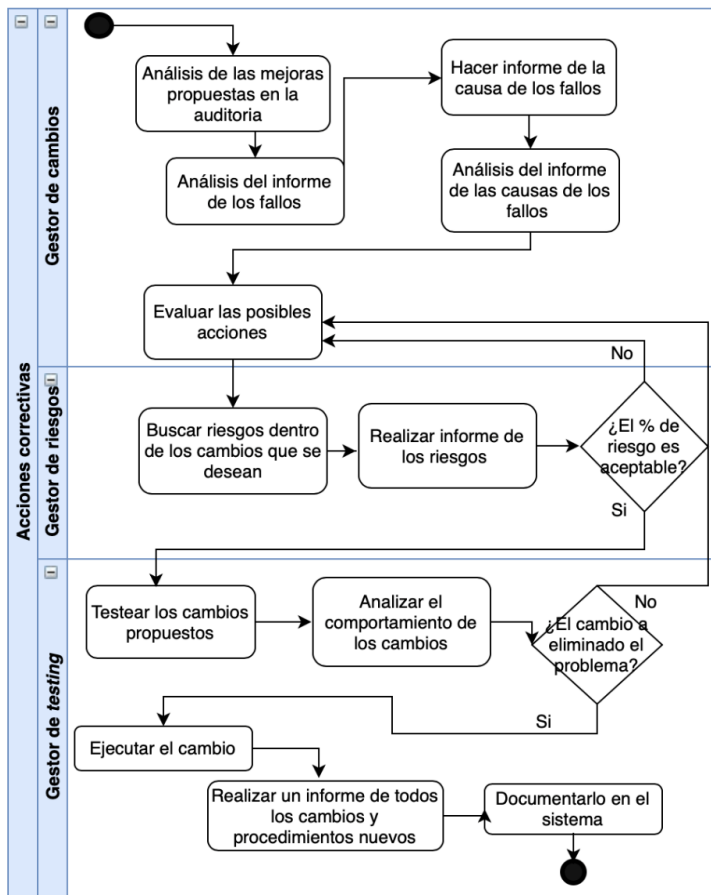 Acciones correctivas
Gestor de cambios
Análisis de las mejoras
propuestas en la
auditoria
Análisis del informe
de los fallos
Hacer informe de la
causa de los fallos
Análisis del informe
de las causas de los
fallos
Evaluar las posibles
acciones
No
Gestor de riesgos
Buscar riesgos dentro
de los cambios que se
desean
Realizar informe de
los riesgos
¿El % de
riesgo es
aceptable?
Si
Gestor de testing
Testear los cambios
propuestos
Analizar el
comportamiento de
los cambios
¿El cambio a
eliminado el
problema?
No
Si
Ejecutar el cambio
Realizar un informe de todos
los cambios y
procedimientos nuevos
Documentarlo en el
sistema